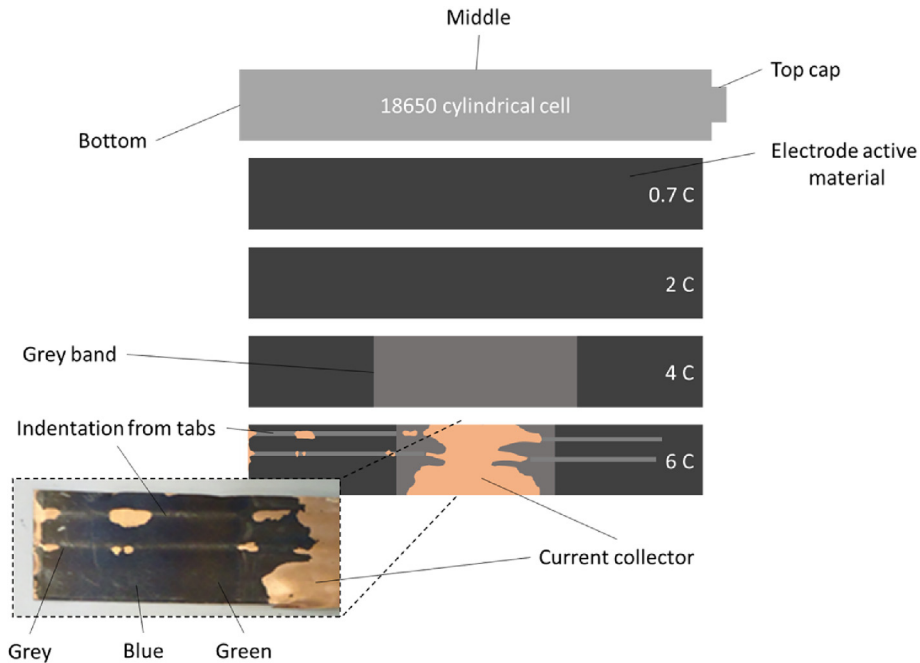 Middle
Top cap
18650 cylindrical cell
Bottom
Electrode active
material
0.7 C
2 C
Grey band
4 C
Indentation from tabs
6 C
Current collector
Grey
Blue
Green